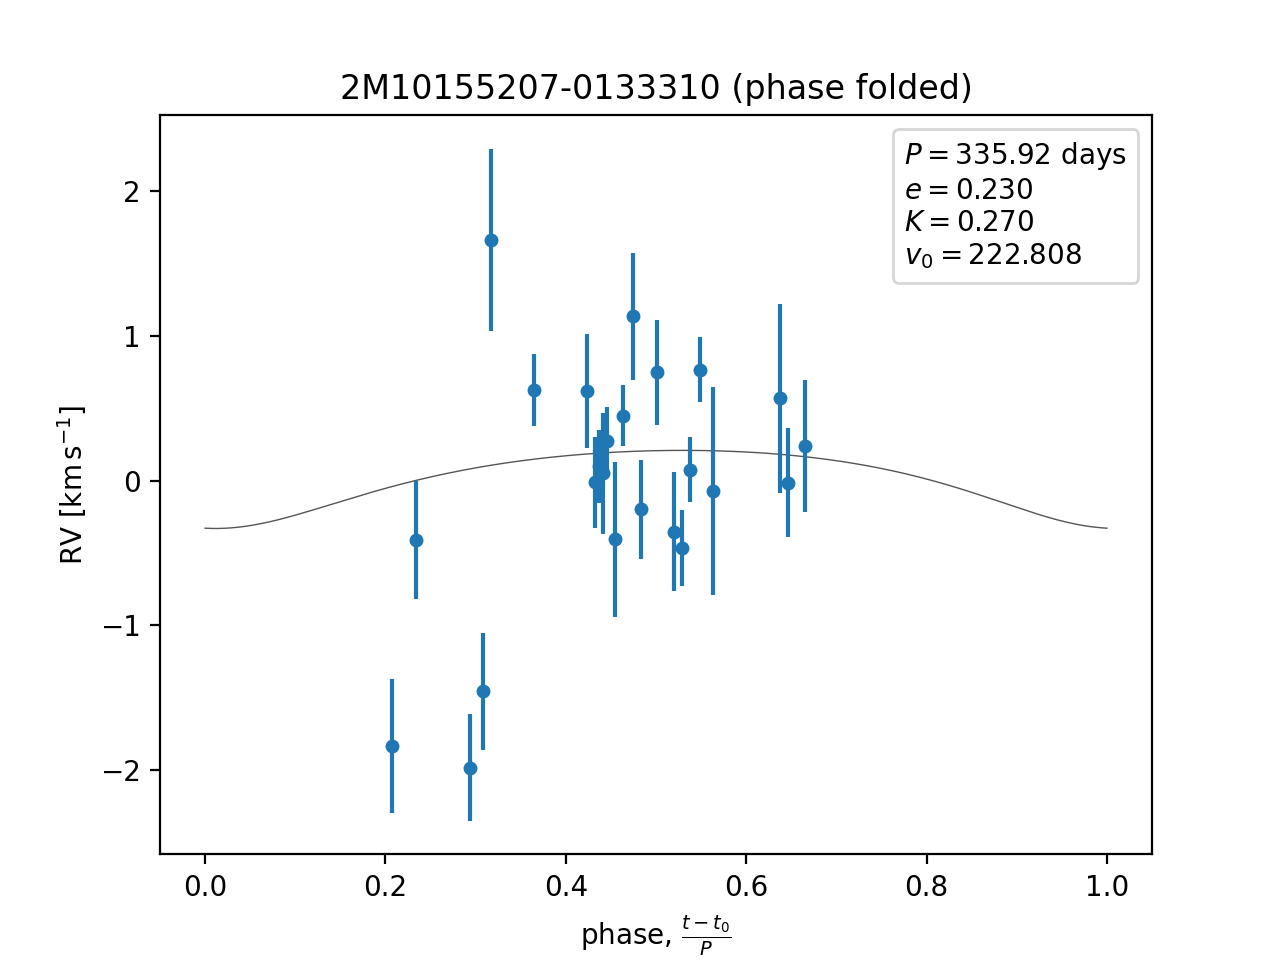 2M10155207-0133310 (phase folded)
P = 335.92 days
e = 0.230
K = 0.270
v₀ = 222.808
RV [km s⁻¹]
2
1
0
−1
−2
0.0 0.2 0.4 0.6 0.8 1.0
phase, (t − t₀)/P